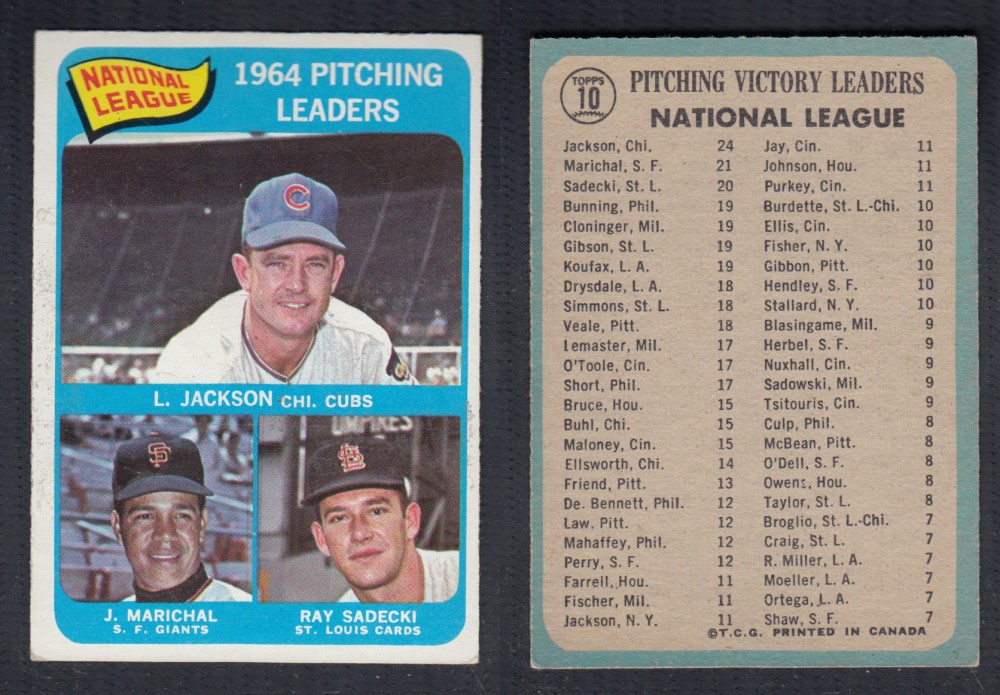 NATIONAL
LEAGUE
1964 PITCHING
LEADERS
C
L. JACKSON CHI. CUBS
SF
UMPIRES
STL
J. MARICHAL
S. F. GIANTS
RAY SADECKI
ST. LOUIS CARDS
TOPPS
10
PITCHING VICTORY LEADERS
NATIONAL LEAGUE
Jackson, Chi. 24 Jay, Cin. 11
Marichal, S. F. 21 Johnson, Hou. 11
Sadecki, St. L. 20 Purkey, Cin. 11
Bunning, Phil. 19 Burdette, St. L.-Chi. 10
Cloninger, Mil. 19 Ellis, Cin. 10
Gibson, St. L. 19 Fisher, N. Y. 10
Koufax, L. A. 19 Gibbon, Pitt. 10
Drysdale, L. A. 18 Hendley, S. F. 10
Simmons, St. L. 18 Stallard, N. Y. 10
Veale, Pitt. 18 Blasingame, Mil. 9
Lemaster, Mil. 17 Herbel, S. F. 9
O'Toole, Cin. 17 Nuxhall, Cin. 9
Short, Phil. 17 Sadowski, Mil. 9
Bruce, Hou. 15 Tsitouris, Cin. 9
Buhl, Chi. 15 Culp, Phil. 8
Maloney, Cin. 15 McBean, Pitt. 8
Ellsworth, Chi. 14 O'Dell, S. F. 8
Friend, Pitt. 13 Owens, Hou. 8
De. Bennett, Phil. 12 Taylor, St. L. 8
Law, Pitt. 12 Broglio, St. L.-Chi. 7
Mahaffey, Phil. 12 Craig, St. L. 7
Perry, S. F. 12 R. Miller, L. A. 7
Farrell, Hou. 11 Moeller, L. A. 7
Fischer, Mil. 11 Ortega, L. A. 7
Jackson, N. Y. 11 Shaw, S. F. 7
©T.C.G. PRINTED IN CANADA